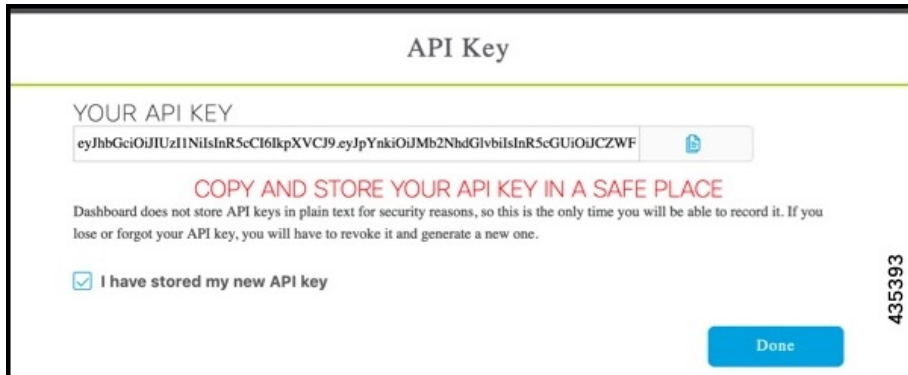 API Key
YOUR API KEY
eyJhbGciOiJIUzI1NiIsInR5cCI6IkpXVCJ9.eyJpYnkiOiJMb2NhdGlvbiIsInR5cGUiOiJCZWF
COPY AND STORE YOUR API KEY IN A SAFE PLACE
Dashboard does not store API keys in plain text for security reasons, so this is the only time you will be able to record it. If you
lose or forgot your API key, you will have to revoke it and generate a new one.
I have stored my new API key
435393
Done